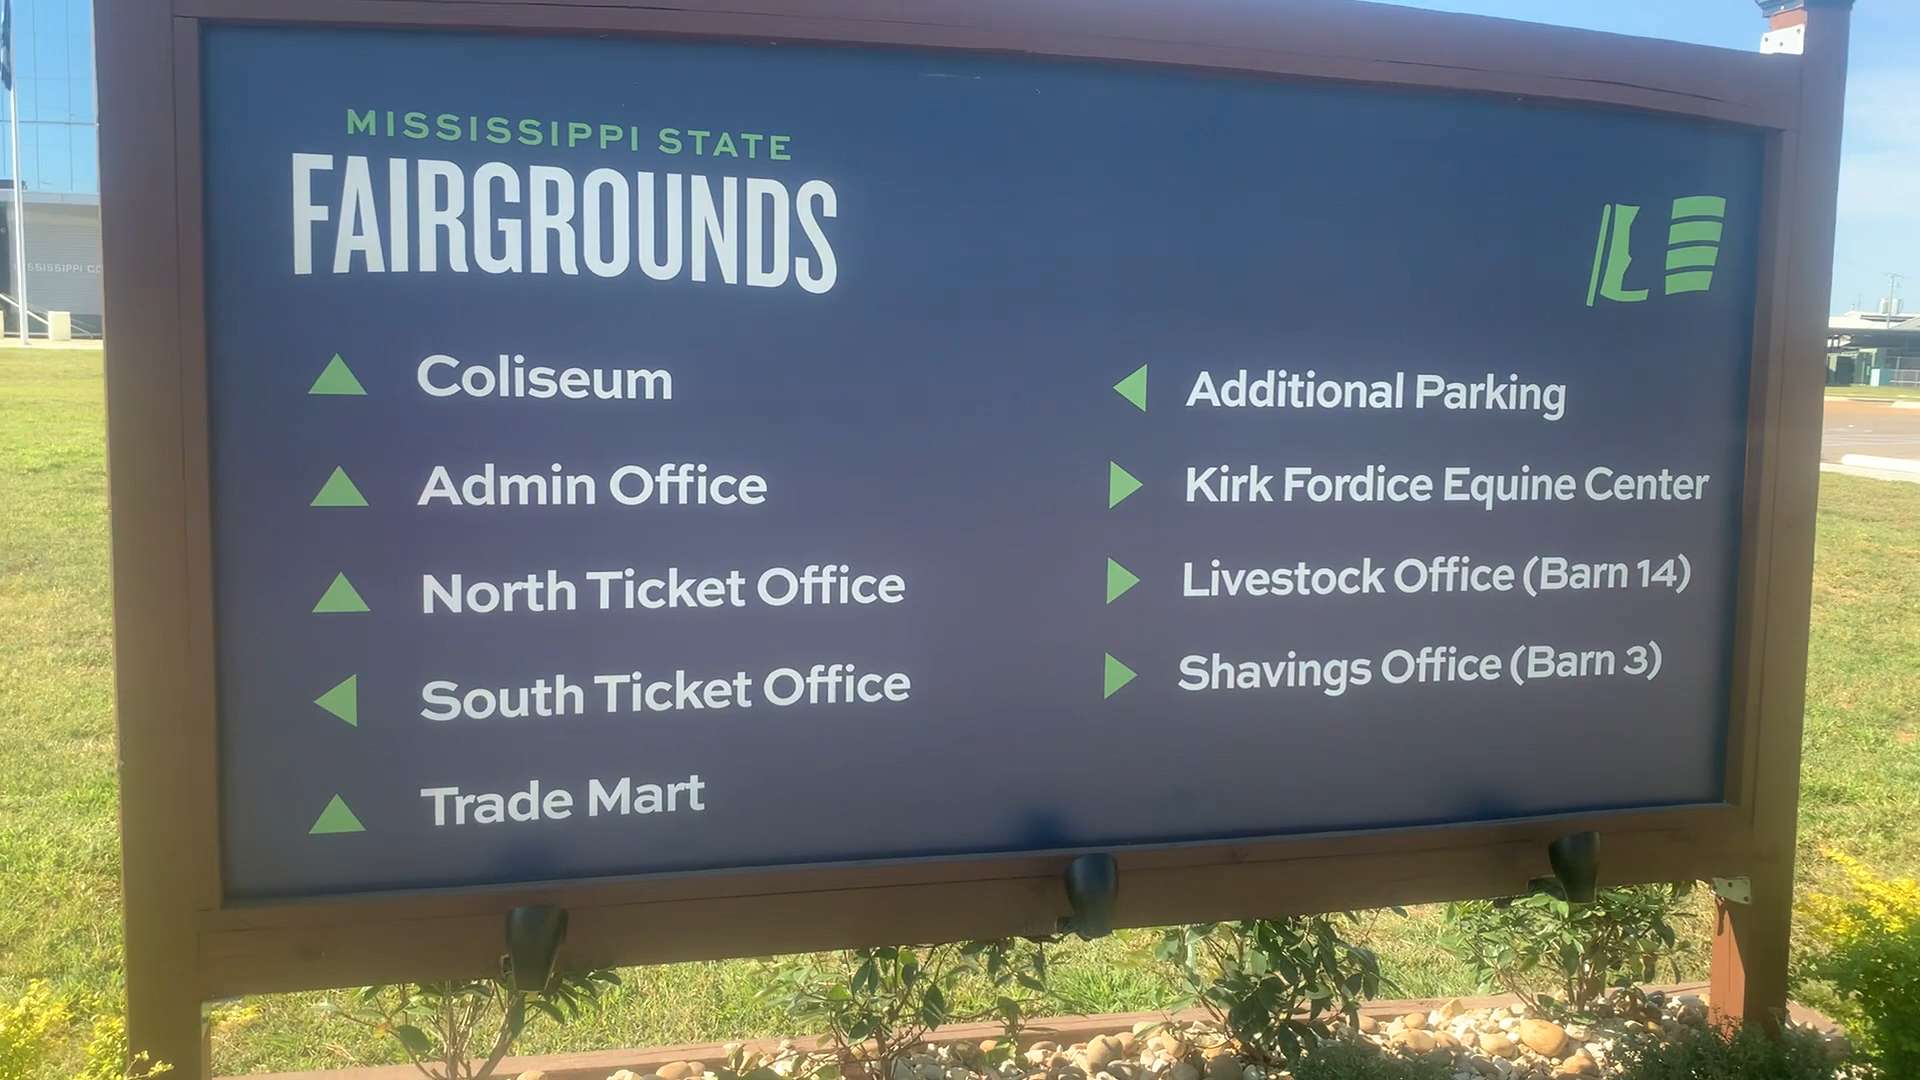 MISSISSIPPI STATE
FAIRGROUNDS
Coliseum
Admin Office
North Ticket Office
South Ticket Office
Trade Mart
Additional Parking
Kirk Fordice Equine Center
Livestock Office (Barn 14)
Shavings Office (Barn 3)